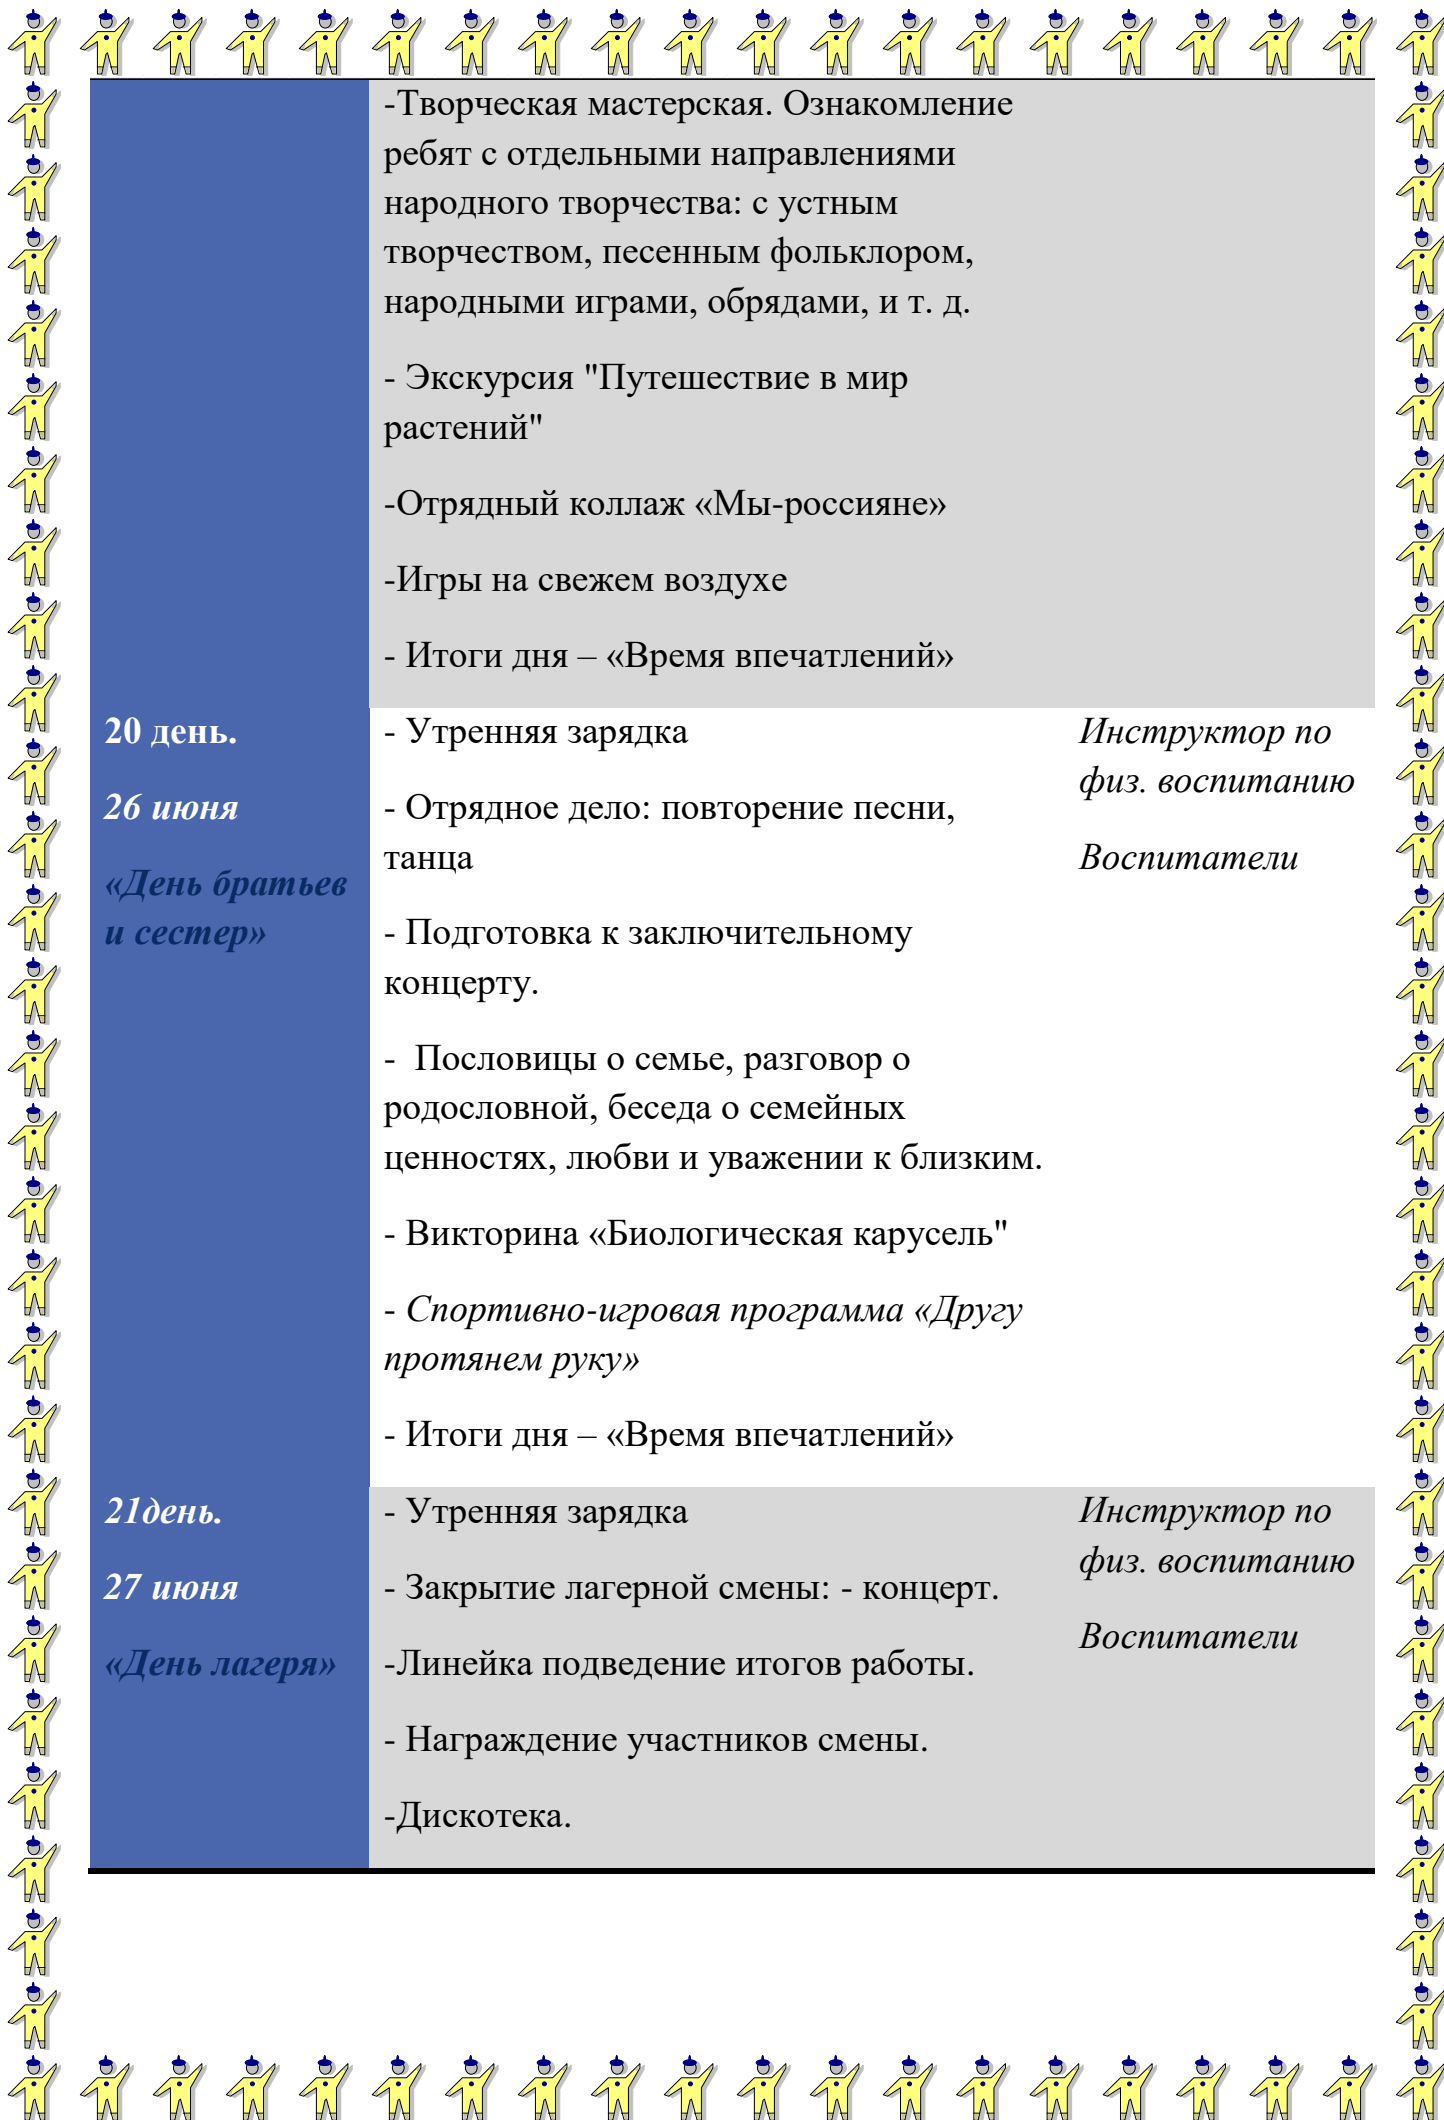 -Творческая мастерская. Ознакомление
ребят с отдельными направлениями
народного творчества: с устным
творчеством, песенным фольклором,
народными играми, обрядами, и т. д.
- Экскурсия "Путешествие в мир
растений"
-Отрядный коллаж «Мы-россияне»
-Игры на свежем воздухе
- Итоги дня – «Время впечатлений»
20 день.
26 июня
«День братьев
и сестер»
- Утренняя зарядка
- Отрядное дело: повторение песни,
танца
- Подготовка к заключительному
концерту.
- Пословицы о семье, разговор о
родословной, беседа о семейных
ценностях, любви и уважении к близким.
- Викторина «Биологическая карусель"
- Спортивно-игровая программа «Другу
протянем руку»
- Итоги дня – «Время впечатлений»
Инструктор по
физ. воспитанию
Воспитатели
21день.
27 июня
«День лагеря»
- Утренняя зарядка
- Закрытие лагерной смены: - концерт.
-Линейка подведение итогов работы.
- Награждение участников смены.
-Дискотека.
Инструктор по
физ. воспитанию
Воспитатели